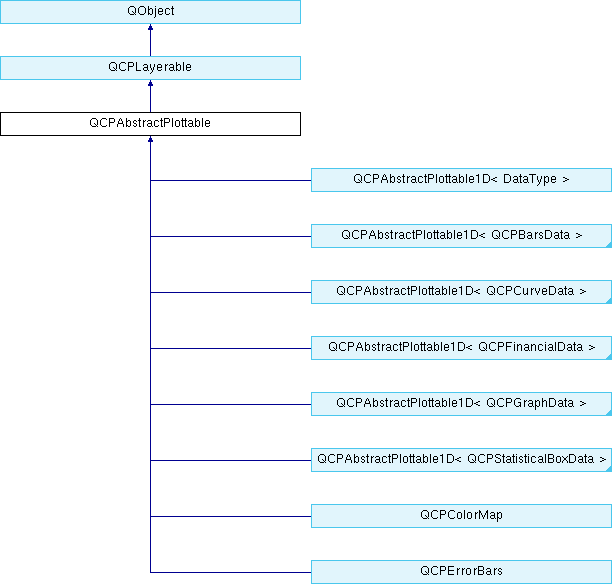 QObject
QCPLayerable
QCPAbstractPlottable
QCPAbstractPlottable1D< DataType >
QCPAbstractPlottable1D< QCPBarsData >
QCPAbstractPlottable1D< QCPCurveData >
QCPAbstractPlottable1D< QCPFinancialData >
QCPAbstractPlottable1D< QCPGraphData >
QCPAbstractPlottable1D< QCPStatisticalBoxData >
QCPColorMap
QCPErrorBars